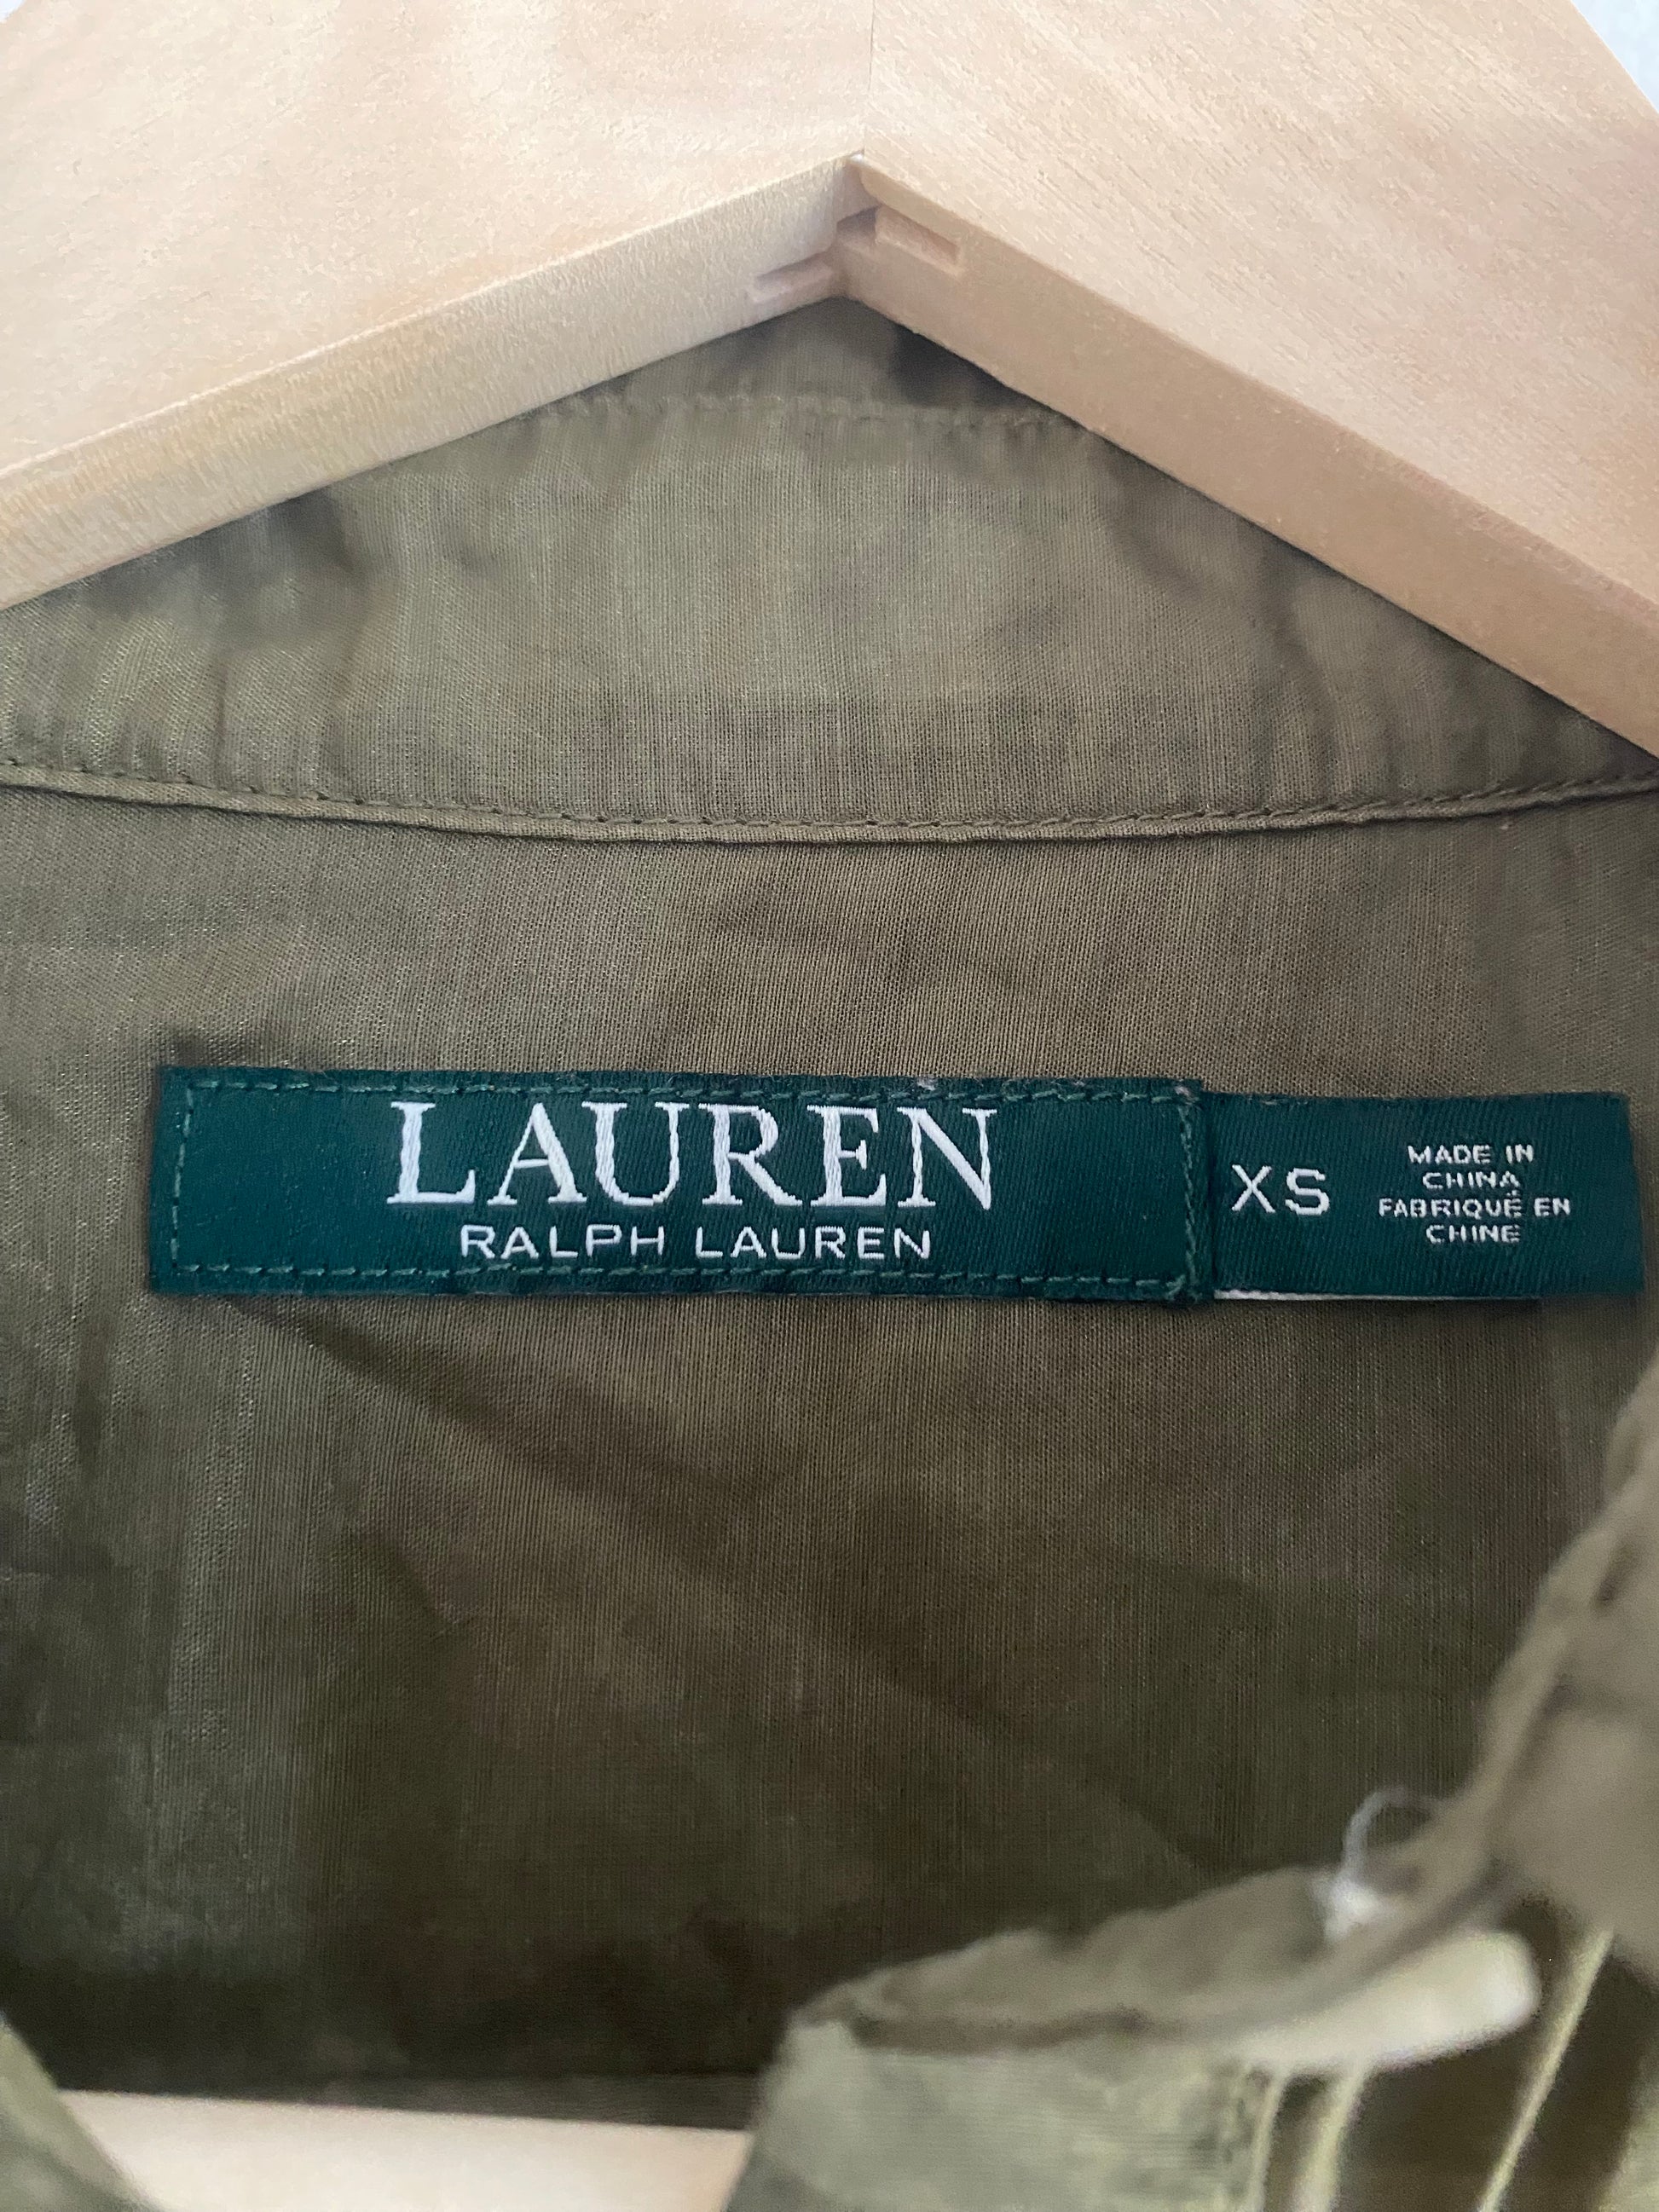 LAUREN
RALPH LAUREN
XS
MADE IN
CHINA
FABRIQUÉ EN
CHINE